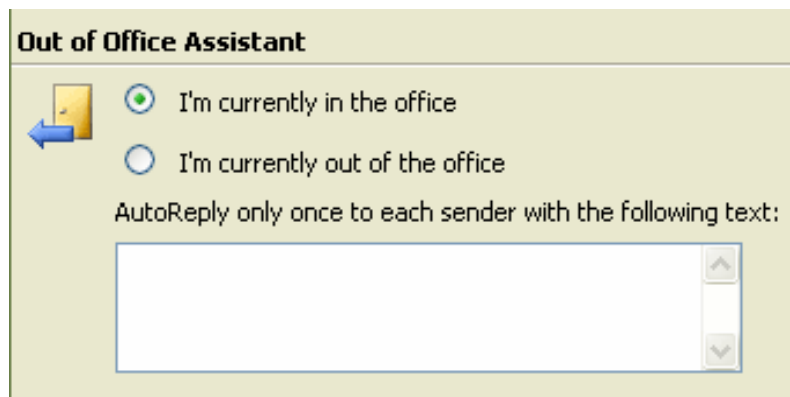 Out of Office Assistant
I'm currently in the office
I'm currently out of the office
AutoReply only once to each sender with the following text: